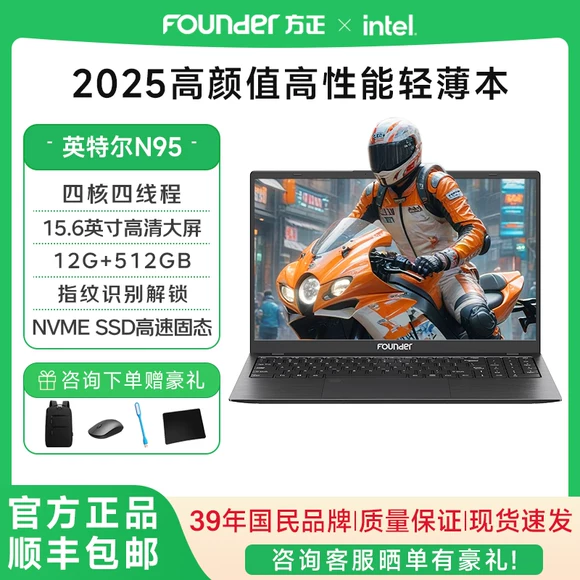 FOUNDER 方正 × intel.
2025高颜值高性能轻薄本
- 英特尔N95 -
四核四线程
15.6英寸高清大屏
12G+512GB
指纹识别解锁
NVME SSD高速固态
咨询下单赠豪礼
FOUNDER
官方正品
顺丰包邮
39年国民品牌|质量保证|现货速发
咨询客服晒单有豪礼!